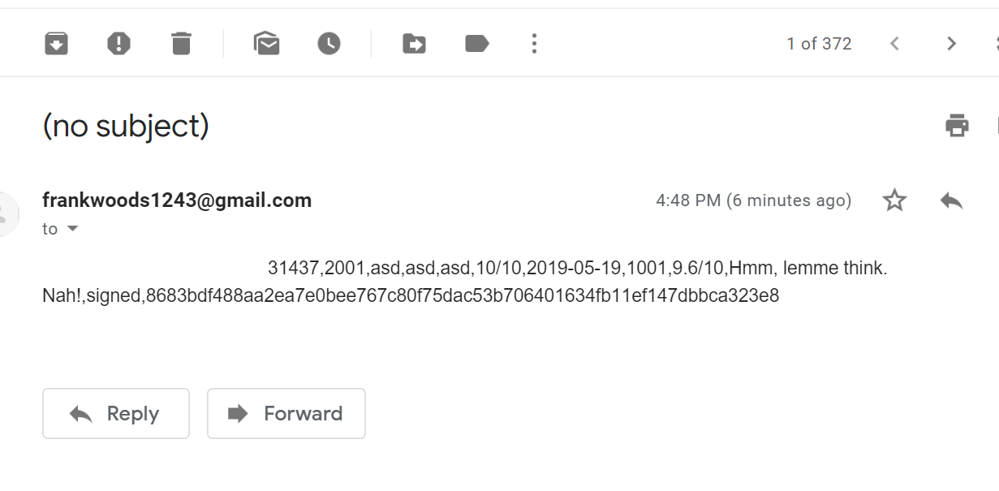 1 of 372
(no subject)
frankwoods1243@gmail.com 4:48 PM (6 minutes ago)
to
31437,2001,asd,asd,asd,10/10,2019-05-19,1001,9.6/10,Hmm, lemme think.
Nah!,signed,8683bdf488aa2ea7e0bee767c80f75dac53b706401634fb11ef147dbbca323e8
Reply Forward